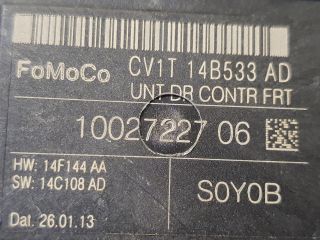 FoMoCo CV1T 14B533 AD
UNT DR CONTR FRT
10027227 06
HW: 14F144 AA
SW: 14C108 AD
S0Y0B
Dat. 26.01.13